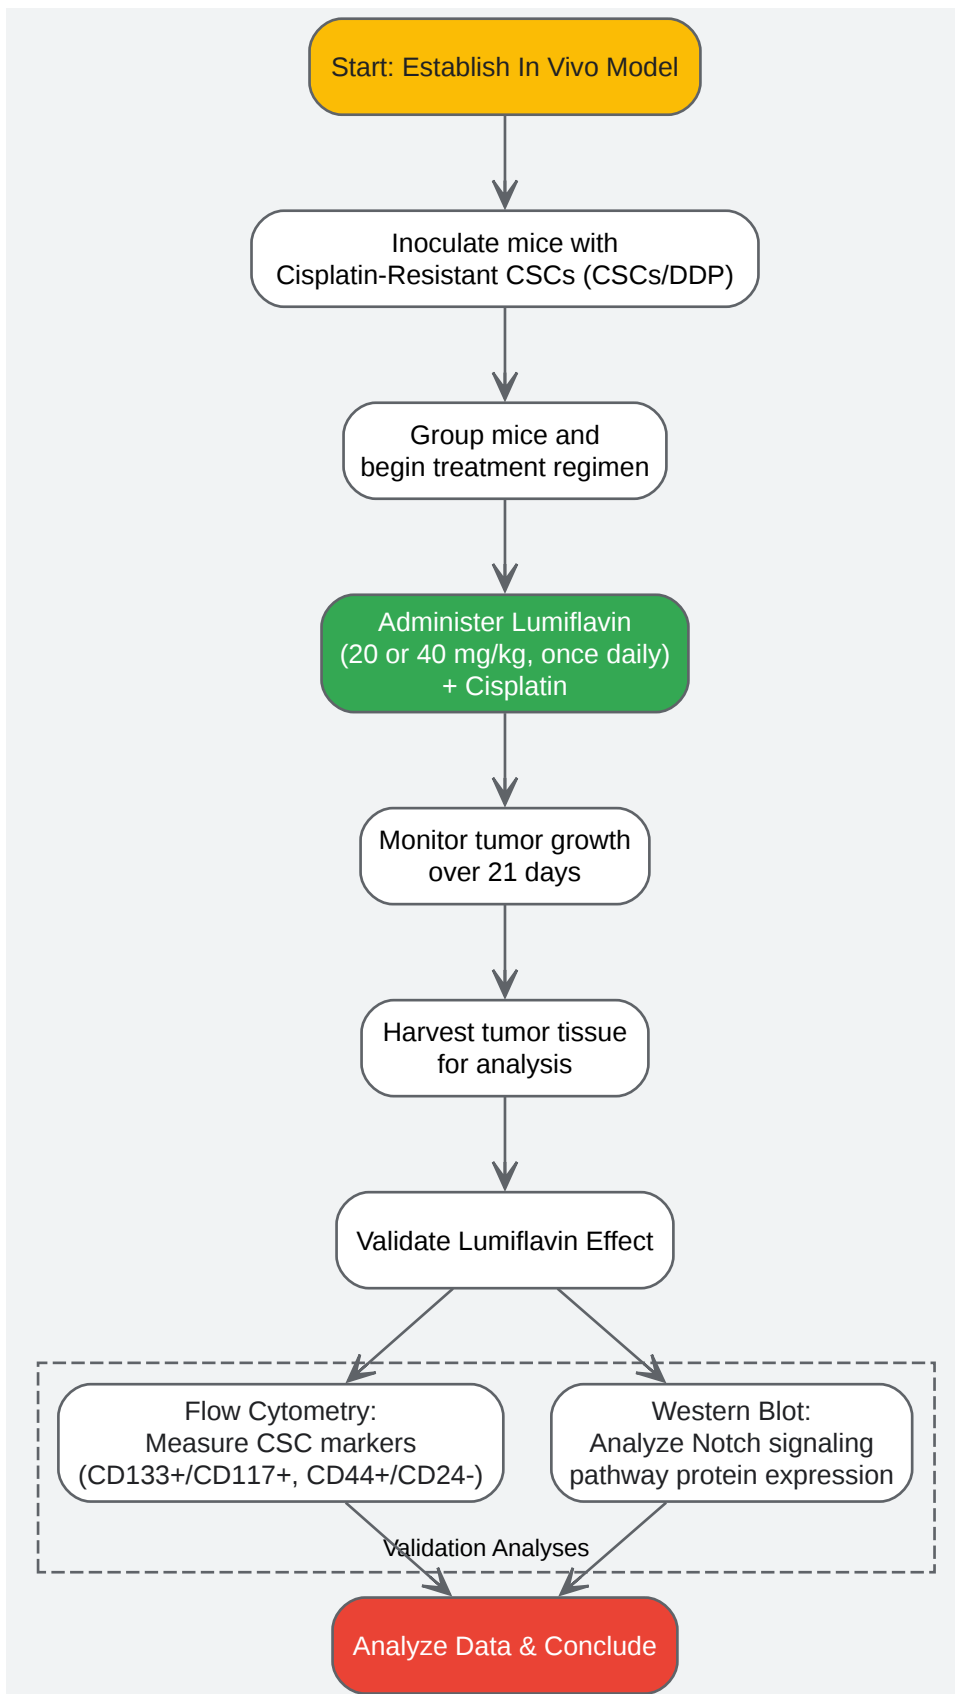 Start: Establish In Vivo Model
Inoculate mice with
Cisplatin-Resistant CSCs (CSCs/DDP)
Group mice and
begin treatment regimen
Administer Lumiflavin
(20 or 40 mg/kg, once daily)
+ Cisplatin
Monitor tumor growth
over 21 days
Harvest tumor tissue
for analysis
Validate Lumiflavin Effect
Flow Cytometry:
Measure CSC markers
(CD133+/CD117+, CD44+/CD24-)
Western Blot:
Analyze Notch signaling
pathway protein expression
Validation Analyses
Analyze Data & Conclude